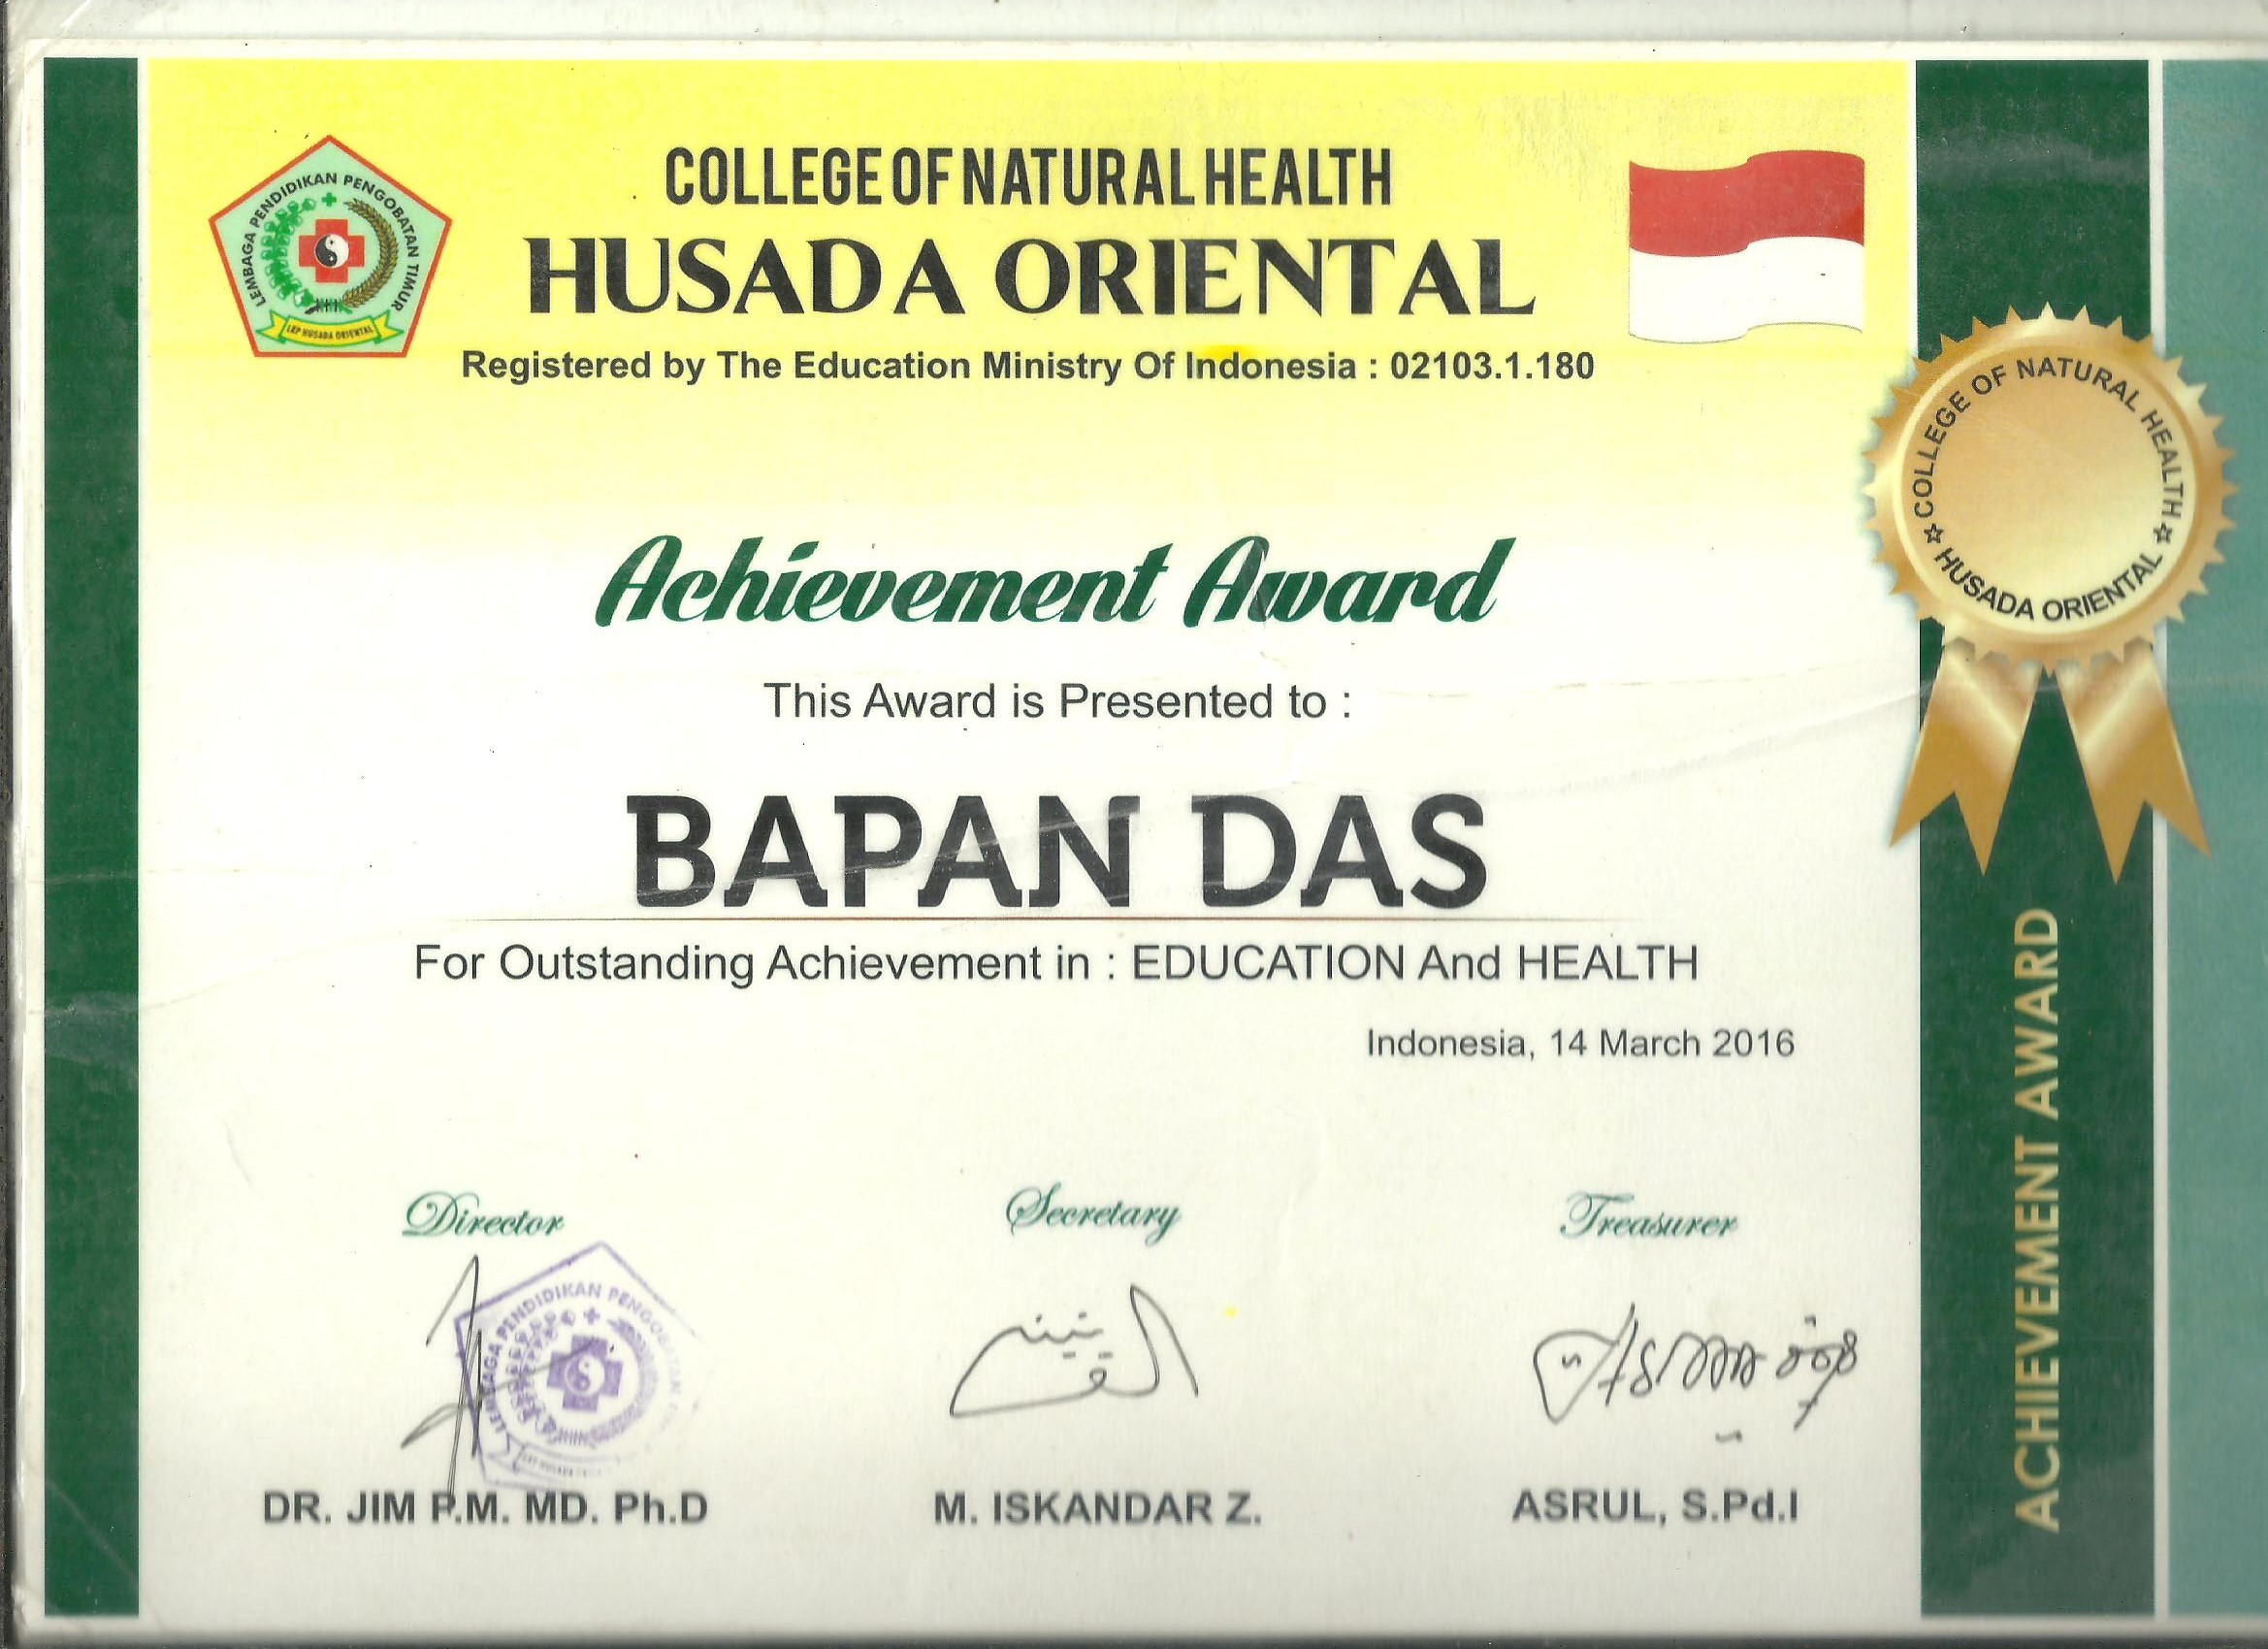 LEMBAGA PENDIDIKAN PENGOBATAN TIMUR
LKP HUSADA ORIENTAL
COLLEGE OF NATURAL HEALTH
HUSADA ORIENTAL
Registered by The Education Ministry Of Indonesia : 02103.1.180
COLLEGE OF NATURAL HEALTH
HUSADA ORIENTAL
Achievement Award
This Award is Presented to :
BAPAN DAS
For Outstanding Achievement in : EDUCATION And HEALTH
Indonesia, 14 March 2016
ACHIEVEMENT AWARD
Director
Secretary
Treasurer
LEMBAGA PENDIDIKAN
DR. JIM P.M. MD. Ph.D
M. ISKANDAR Z.
ASRUL, S.Pd.I